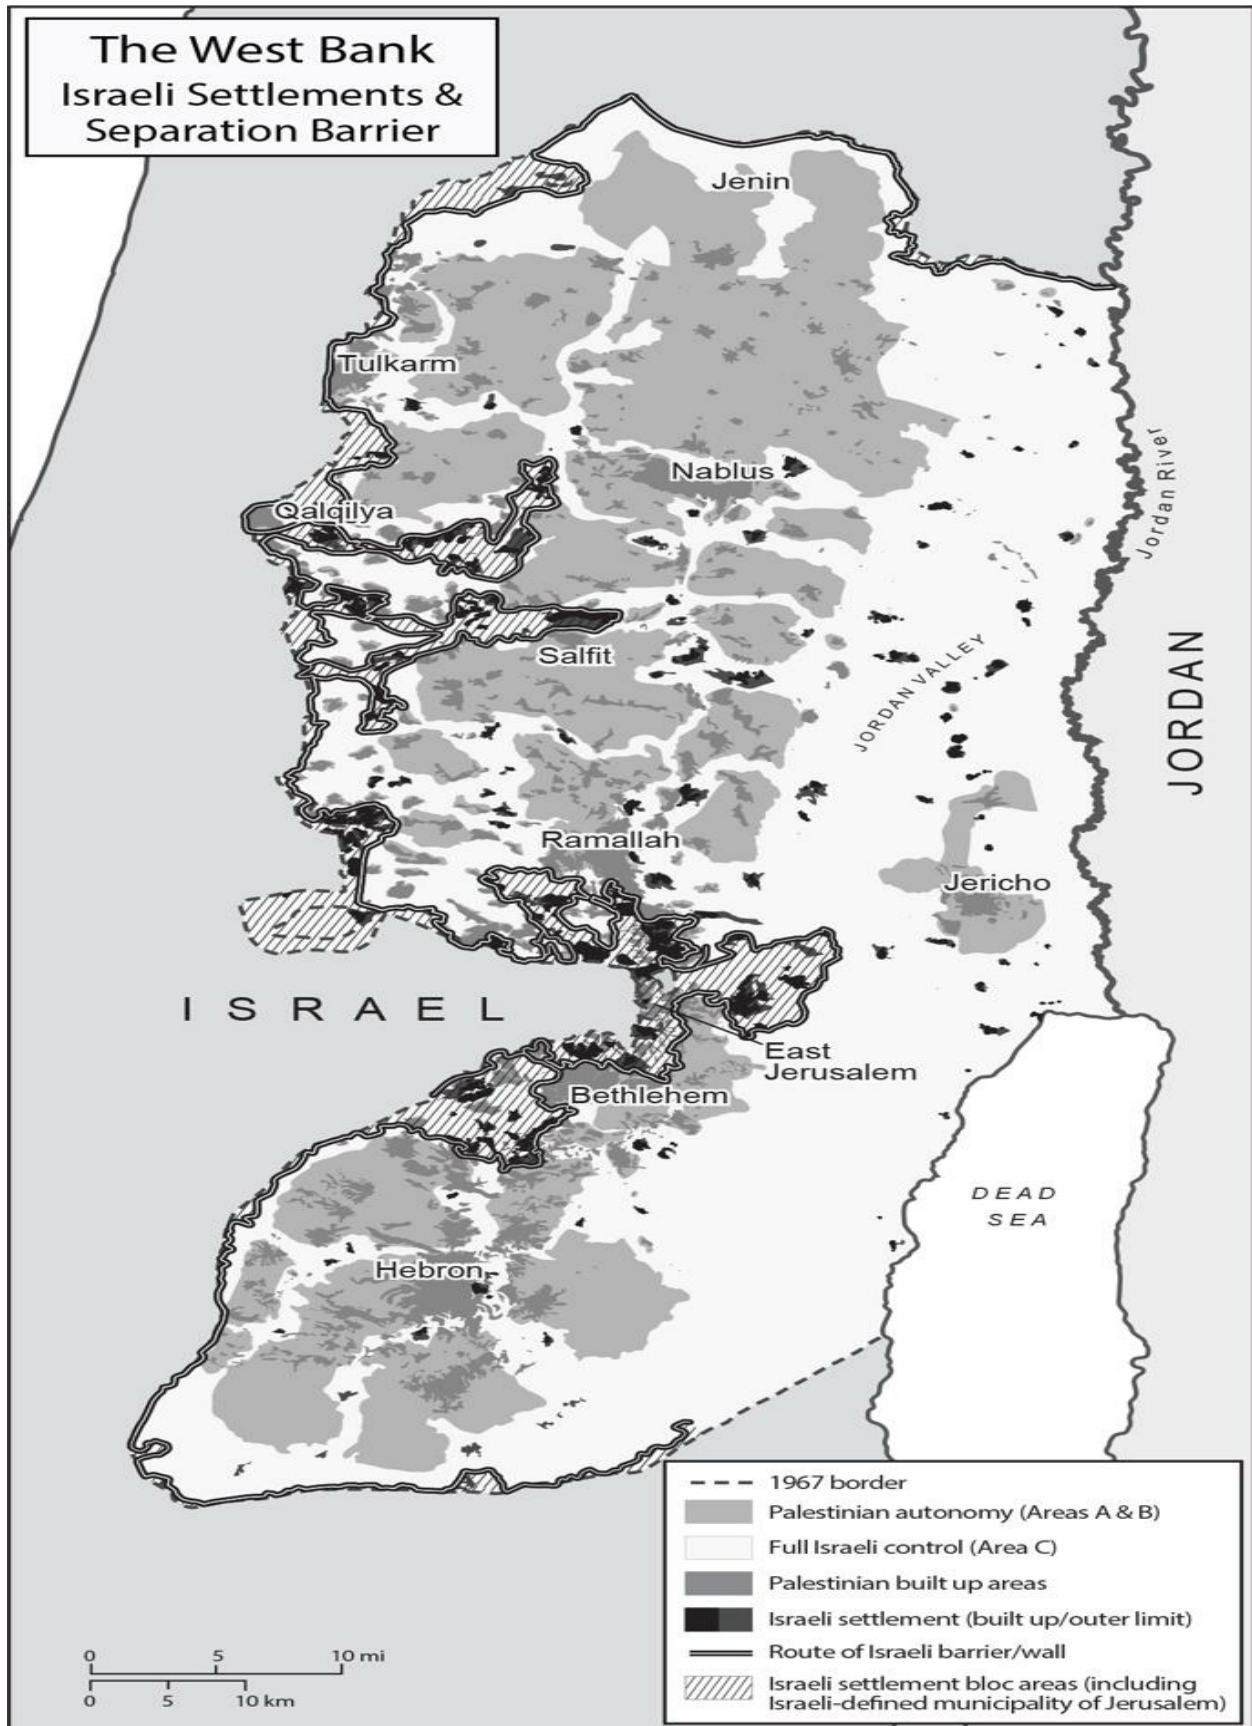 The West Bank
Israeli Settlements &
Separation Barrier
Jenin
Tulkarm
Nablus
Qalqilya
Jordan River
Salfit
JORDAN VALLEY
JORDAN
Ramallah
Jericho
ISRAEL
East
Jerusalem
Bethlehem
DEAD
SEA
Hebron
1967 border
Palestinian autonomy (Areas A & B)
Full Israeli control (Area C)
Palestinian built up areas
Israeli settlement (built up/outer limit)
Route of Israeli barrier/wall
Israeli settlement bloc areas (including
Israeli-defined municipality of Jerusalem)
0 5 10 mi
0 5 10 km